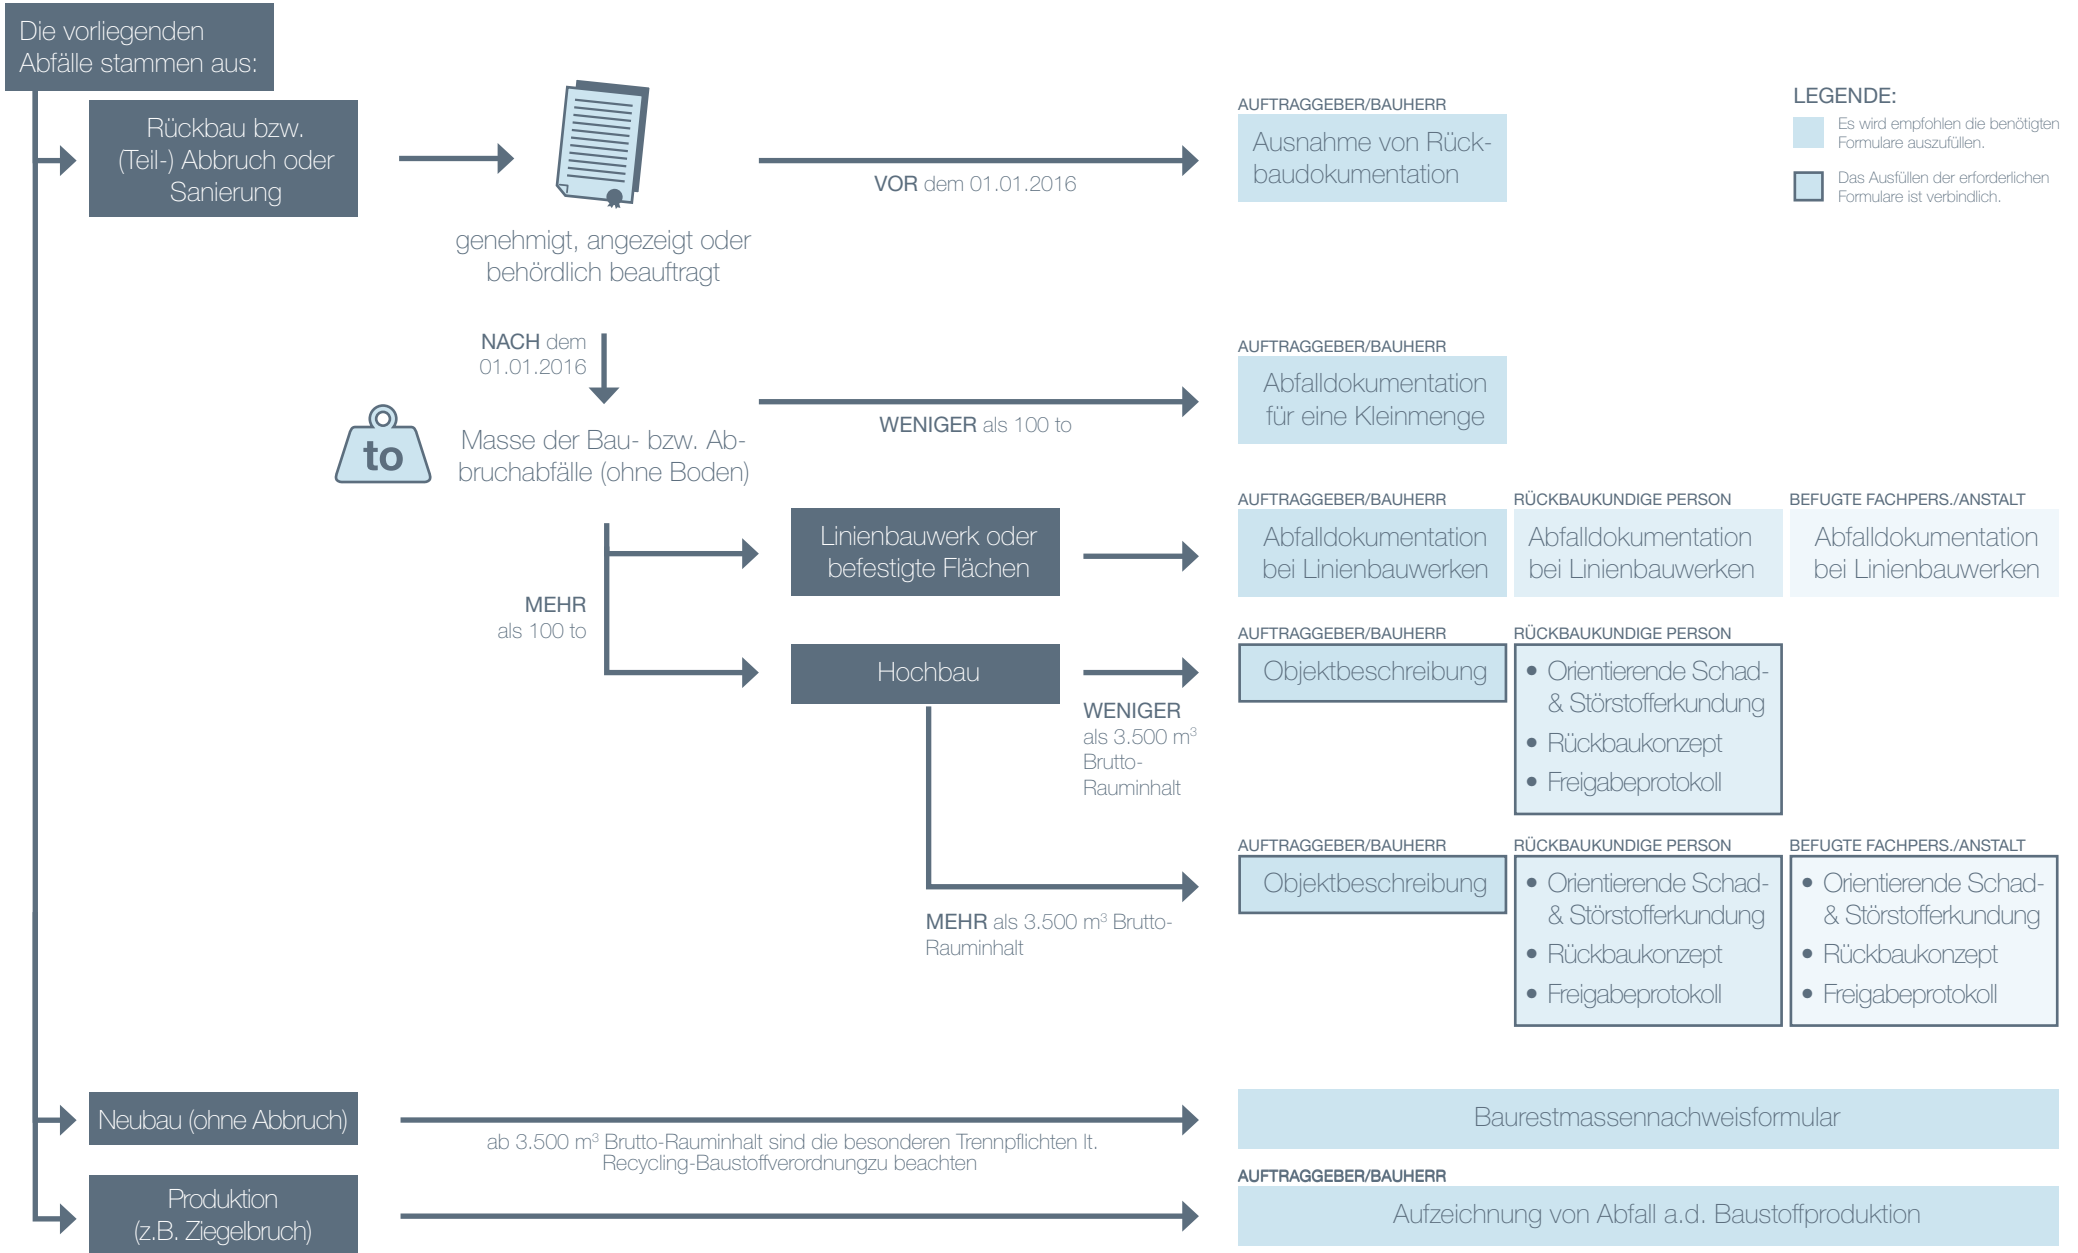 Die vorliegenden
Abfälle stammen aus:
Rückbau bzw.
(Teil-) Abbruch oder
Sanierung
genehmigt, angezeigt oder
behördlich beauftragt
VOR dem 01.01.2016
AUFTRAGGEBER/BAUHERR
Ausnahme von Rück-
baudokumentation
LEGENDE:
Es wird empfohlen die benötigten
Formulare auszufüllen.
Das Ausfüllen der erforderlichen
Formulare ist verbindlich.
NACH dem
01.01.2016
to
Masse der Bau- bzw. Ab-
bruchabfälle (ohne Boden)
WENIGER als 100 to
AUFTRAGGEBER/BAUHERR
Abfalldokumentation
für eine Kleinmenge
MEHR
als 100 to
Linienbauwerk oder
befestigte Flächen
AUFTRAGGEBER/BAUHERR
Abfalldokumentation
bei Linienbauwerken
RÜCKBAUKUNDIGE PERSON
Abfalldokumentation
bei Linienbauwerken
BEFUGTE FACHPERS./ANSTALT
Abfalldokumentation
bei Linienbauwerken
Hochbau
WENIGER
als 3.500 m³
Brutto-
Rauminhalt
AUFTRAGGEBER/BAUHERR
Objektbeschreibung
RÜCKBAUKUNDIGE PERSON
• Orientierende Schad-
& Störstofferkundung
• Rückbaukonzept
• Freigabeprotokoll
MEHR als 3.500 m³ Brutto-
Rauminhalt
AUFTRAGGEBER/BAUHERR
Objektbeschreibung
RÜCKBAUKUNDIGE PERSON
• Orientierende Schad-
& Störstofferkundung
• Rückbaukonzept
• Freigabeprotokoll
BEFUGTE FACHPERS./ANSTALT
• Orientierende Schad-
& Störstofferkundung
• Rückbaukonzept
• Freigabeprotokoll
Neubau (ohne Abbruch)
ab 3.500 m³ Brutto-Rauminhalt sind die besonderen Trennpflichten lt.
Recycling-Baustoffverordnungzu beachten
Baurestmassennachweisformular
Produktion
(z.B. Ziegelbruch)
AUFTRAGGEBER/BAUHERR
Aufzeichnung von Abfall a.d. Baustoffproduktion